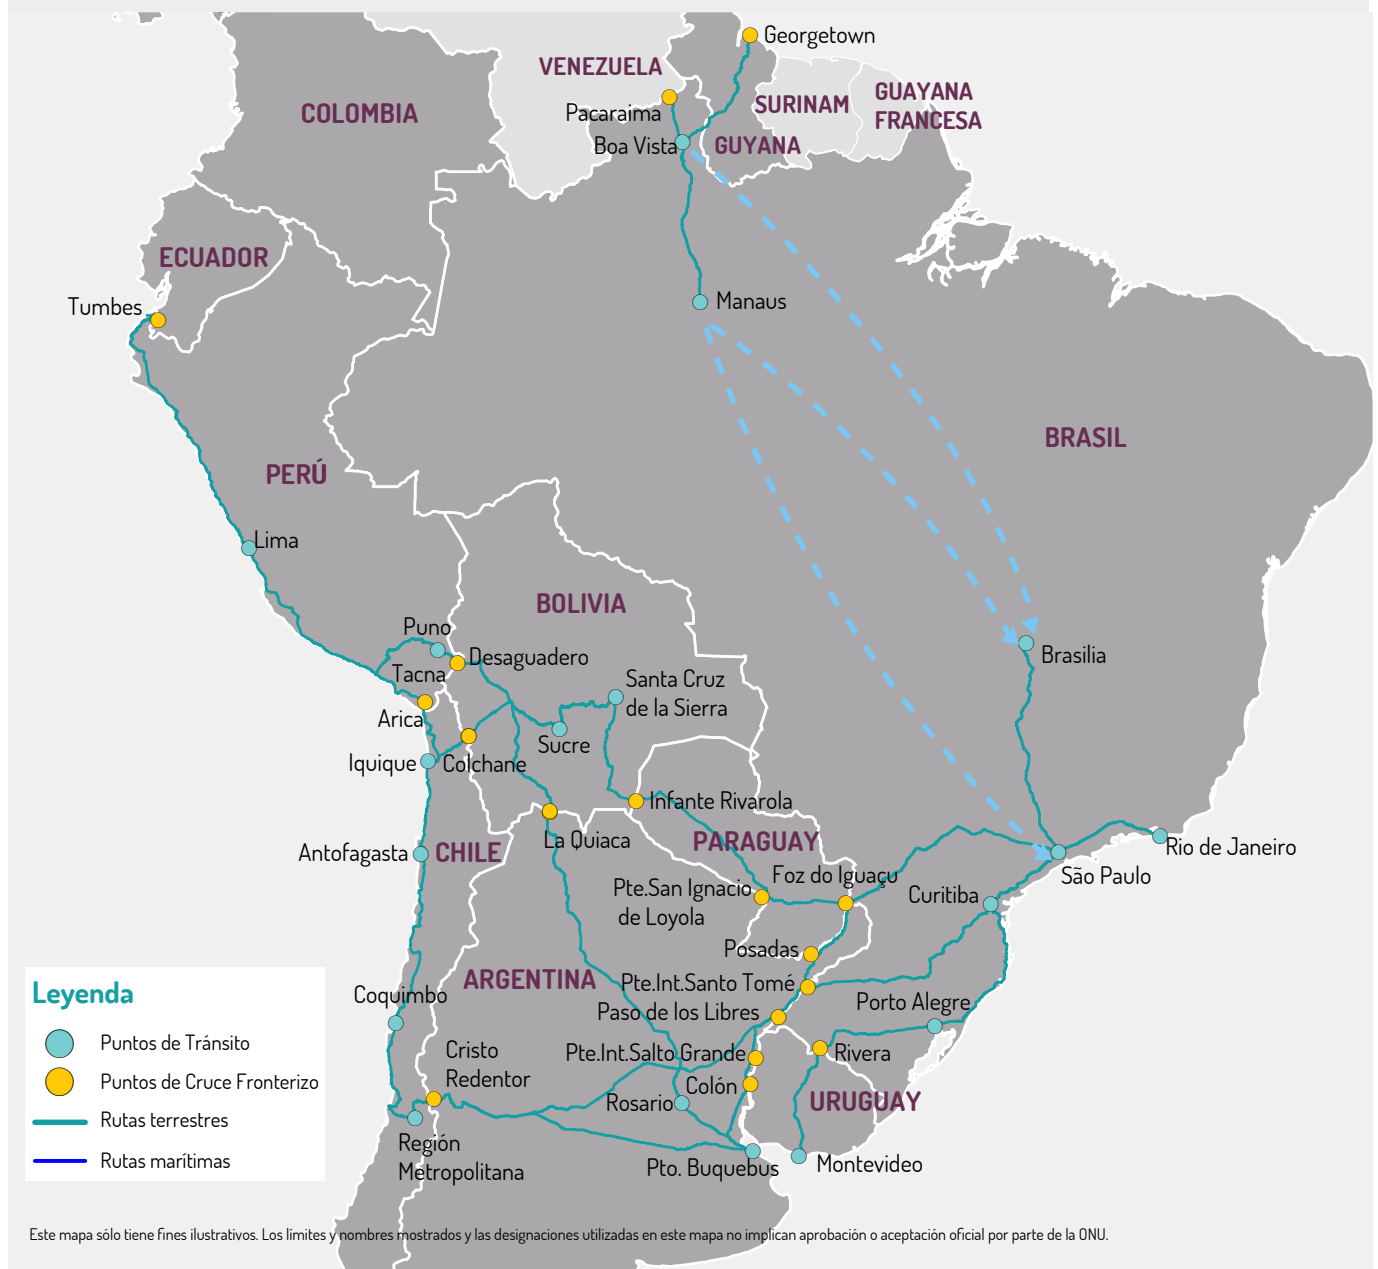 Georgetown
VENEZUELA
COLOMBIA
Pacaraima
SURINAM
GUAYANA
FRANCESA
Boa Vista
GUYANA
ECUADOR
Tumbes
Manaus
BRASIL
PERÚ
Lima
BOLIVIA
Puno
Desaguadero
Brasilia
Tacna
Santa Cruz
de la Sierra
Arica
Sucre
Iquique
Colchane
Infante Rivarola
La Quiaca
PARAGUAY
Antofagasta
CHILE
Rio de Janeiro
Foz do Iguaçu
São Paulo
Pte.San Ignacio
de Loyola
Curitiba
Posadas
ARGENTINA
Pte.Int.Santo Tomé
Coquimbo
Paso de los Libres
Porto Alegre
Cristo
Redentor
Pte.Int.Salto Grande
Rivera
Colón
Rosario
URUGUAY
Región
Metropolitana
Pto. Buquebus
Montevideo
Leyenda
Puntos de Tránsito
Puntos de Cruce Fronterizo
Rutas terrestres
Rutas marítimas
Este mapa sólo tiene fines ilustrativos. Los límites y nombres mostrados y las designaciones utilizadas en este mapa no implican aprobación o aceptación oficial por parte de la ONU.